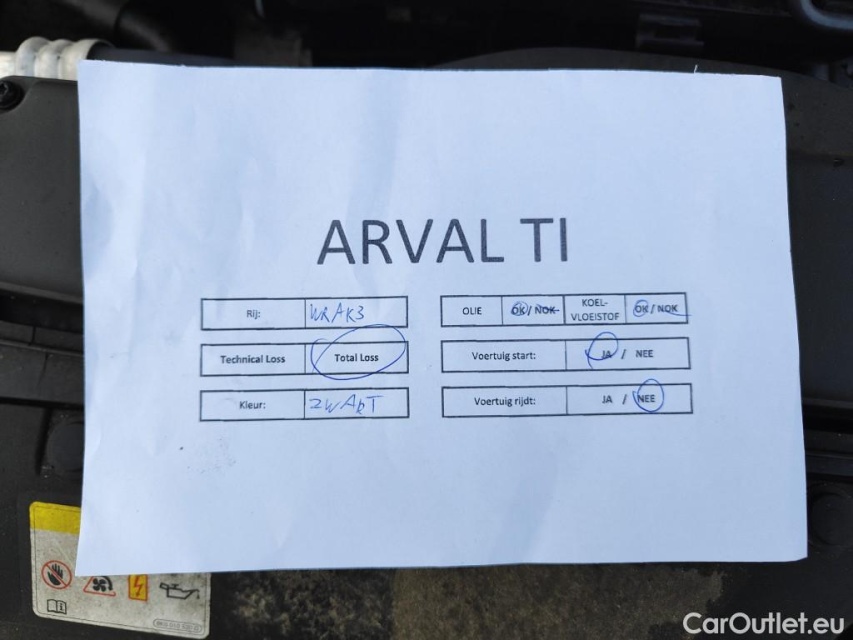 ARVAL TI
Rij: WRAK3
Technical Loss Total Loss
Kleur: ZWART
OLIE OK / NOK KOEL-VLOEISTOF OK / NOK
Voertuig start: JA / NEE
Voertuig rijdt: JA / NEE
CarOutlet.eu